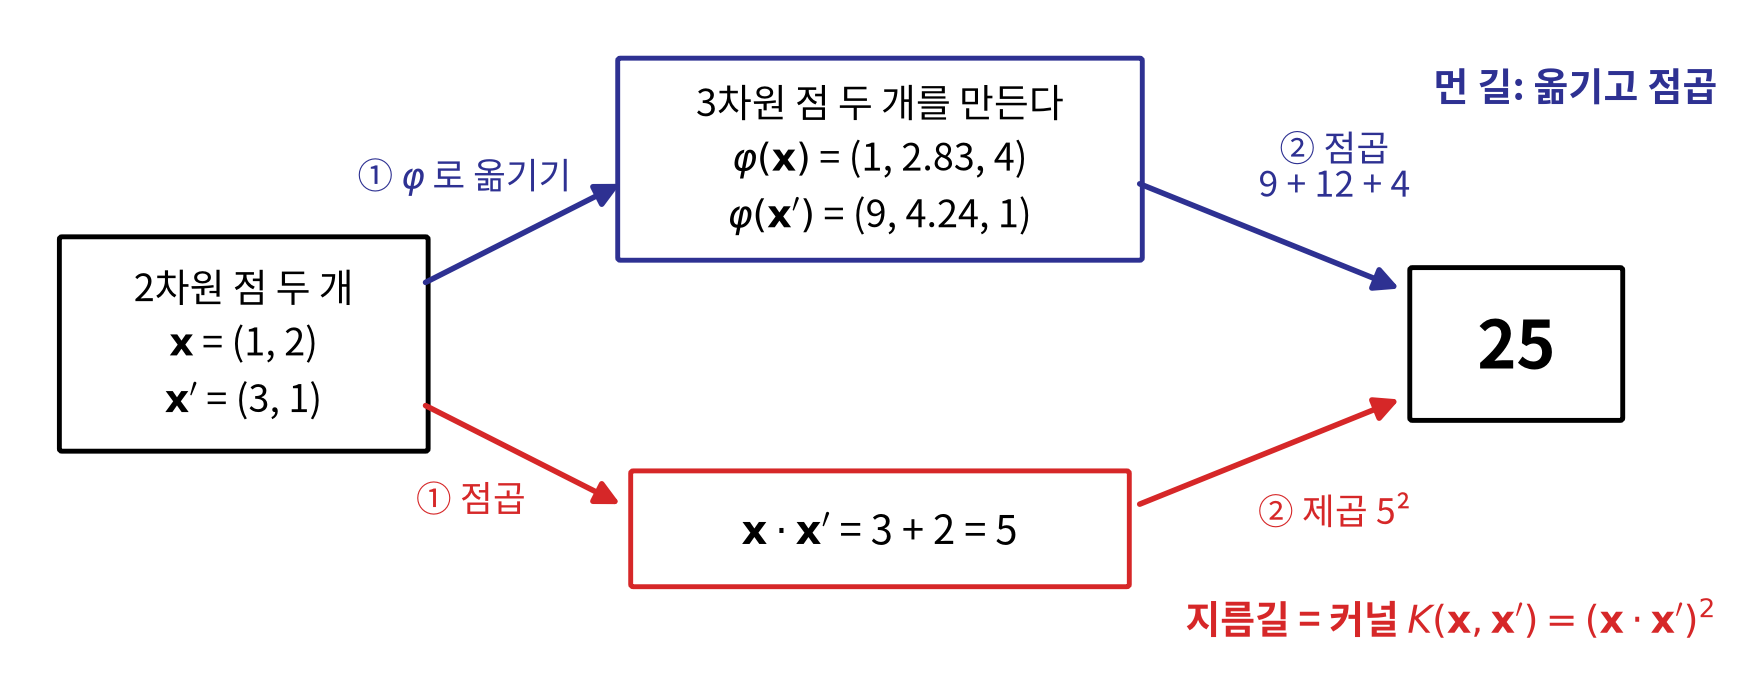 먼 길: 옮기고 점곱
3차원 점 두 개를 만든다
φ(x) = (1, 2.83, 4)
φ(x′) = (9, 4.24, 1)
① φ 로 옮기기
② 점곱
9 + 12 + 4
2차원 점 두 개
x = (1, 2)
x′ = (3, 1)
25
① 점곱
x · x′ = 3 + 2 = 5
② 제곱 5²
지름길 = 커널 K(x, x′) = (x · x′)²